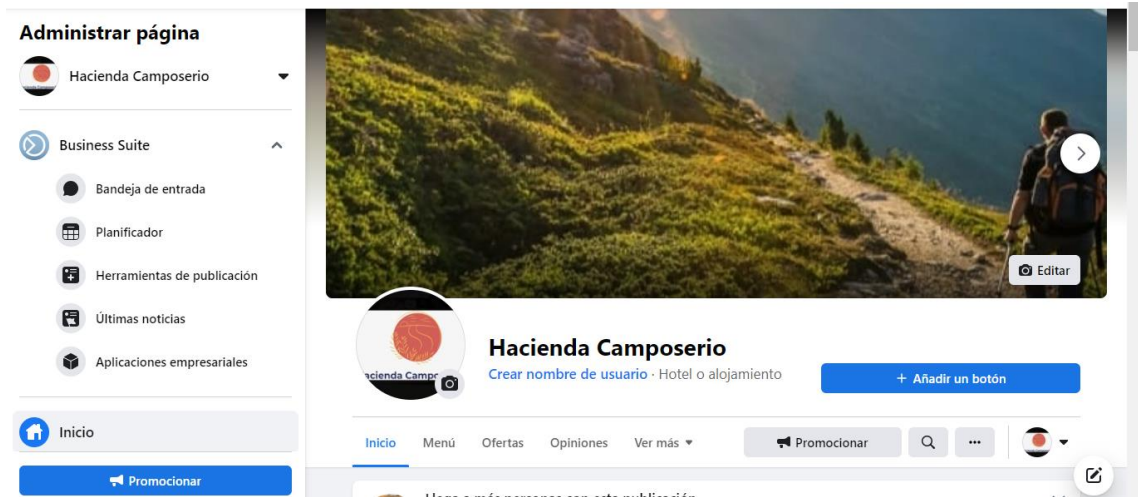 Administrar página
Hacienda Camposerio
Business Suite
Bandeja de entrada
Planificador
Herramientas de publicación
Últimas noticias
Aplicaciones empresariales
Inicio
Promocionar
Editar
Hacienda Camposerio
Crear nombre de usuario · Hotel o alojamiento
+ Añadir un botón
Inicio Menú Ofertas Opiniones Ver más Promocionar